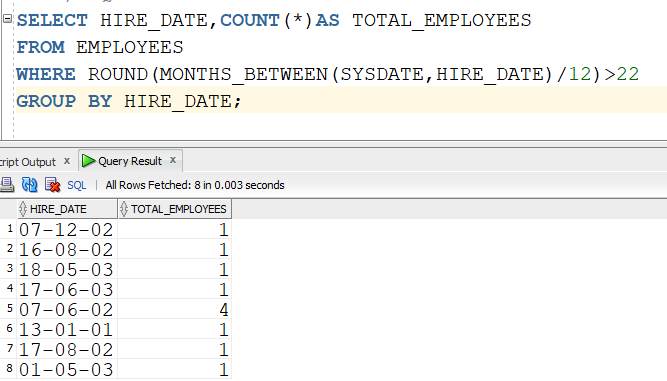 SELECT HIRE_DATE,COUNT(*)AS TOTAL_EMPLOYEES
FROM EMPLOYEES
WHERE ROUND(MONTHS_BETWEEN(SYSDATE,HIRE_DATE)/12)>22
GROUP BY HIRE_DATE;
cript Output x Query Result x
SQL | All Rows Fetched: 8 in 0.003 seconds
HIRE_DATE TOTAL_EMPLOYEES
1 07-12-02 1
2 16-08-02 1
3 18-05-03 1
4 17-06-03 1
5 07-06-02 4
6 13-01-01 1
7 17-08-02 1
8 01-05-03 1